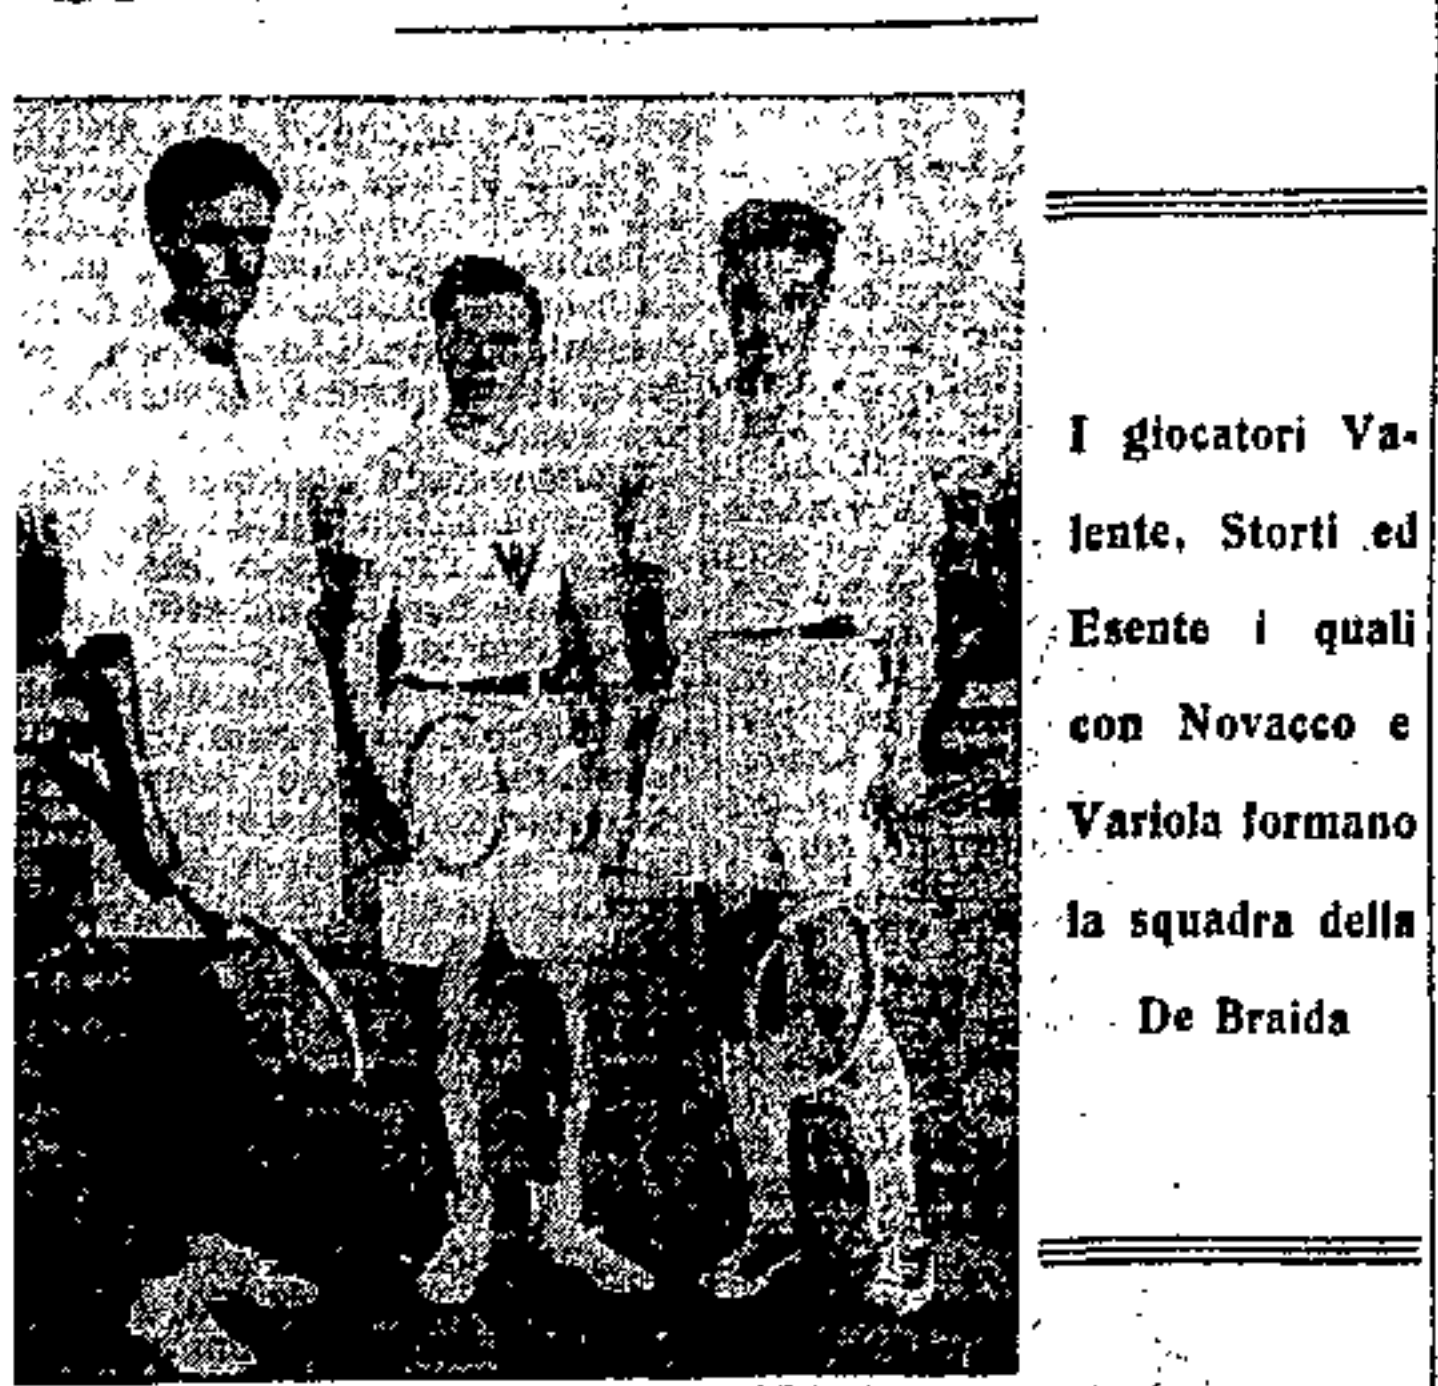 I giocatori Va-
lente, Storti ed
Esente i quali
con Novacco e
Variola formano
la squadra della
De Braida